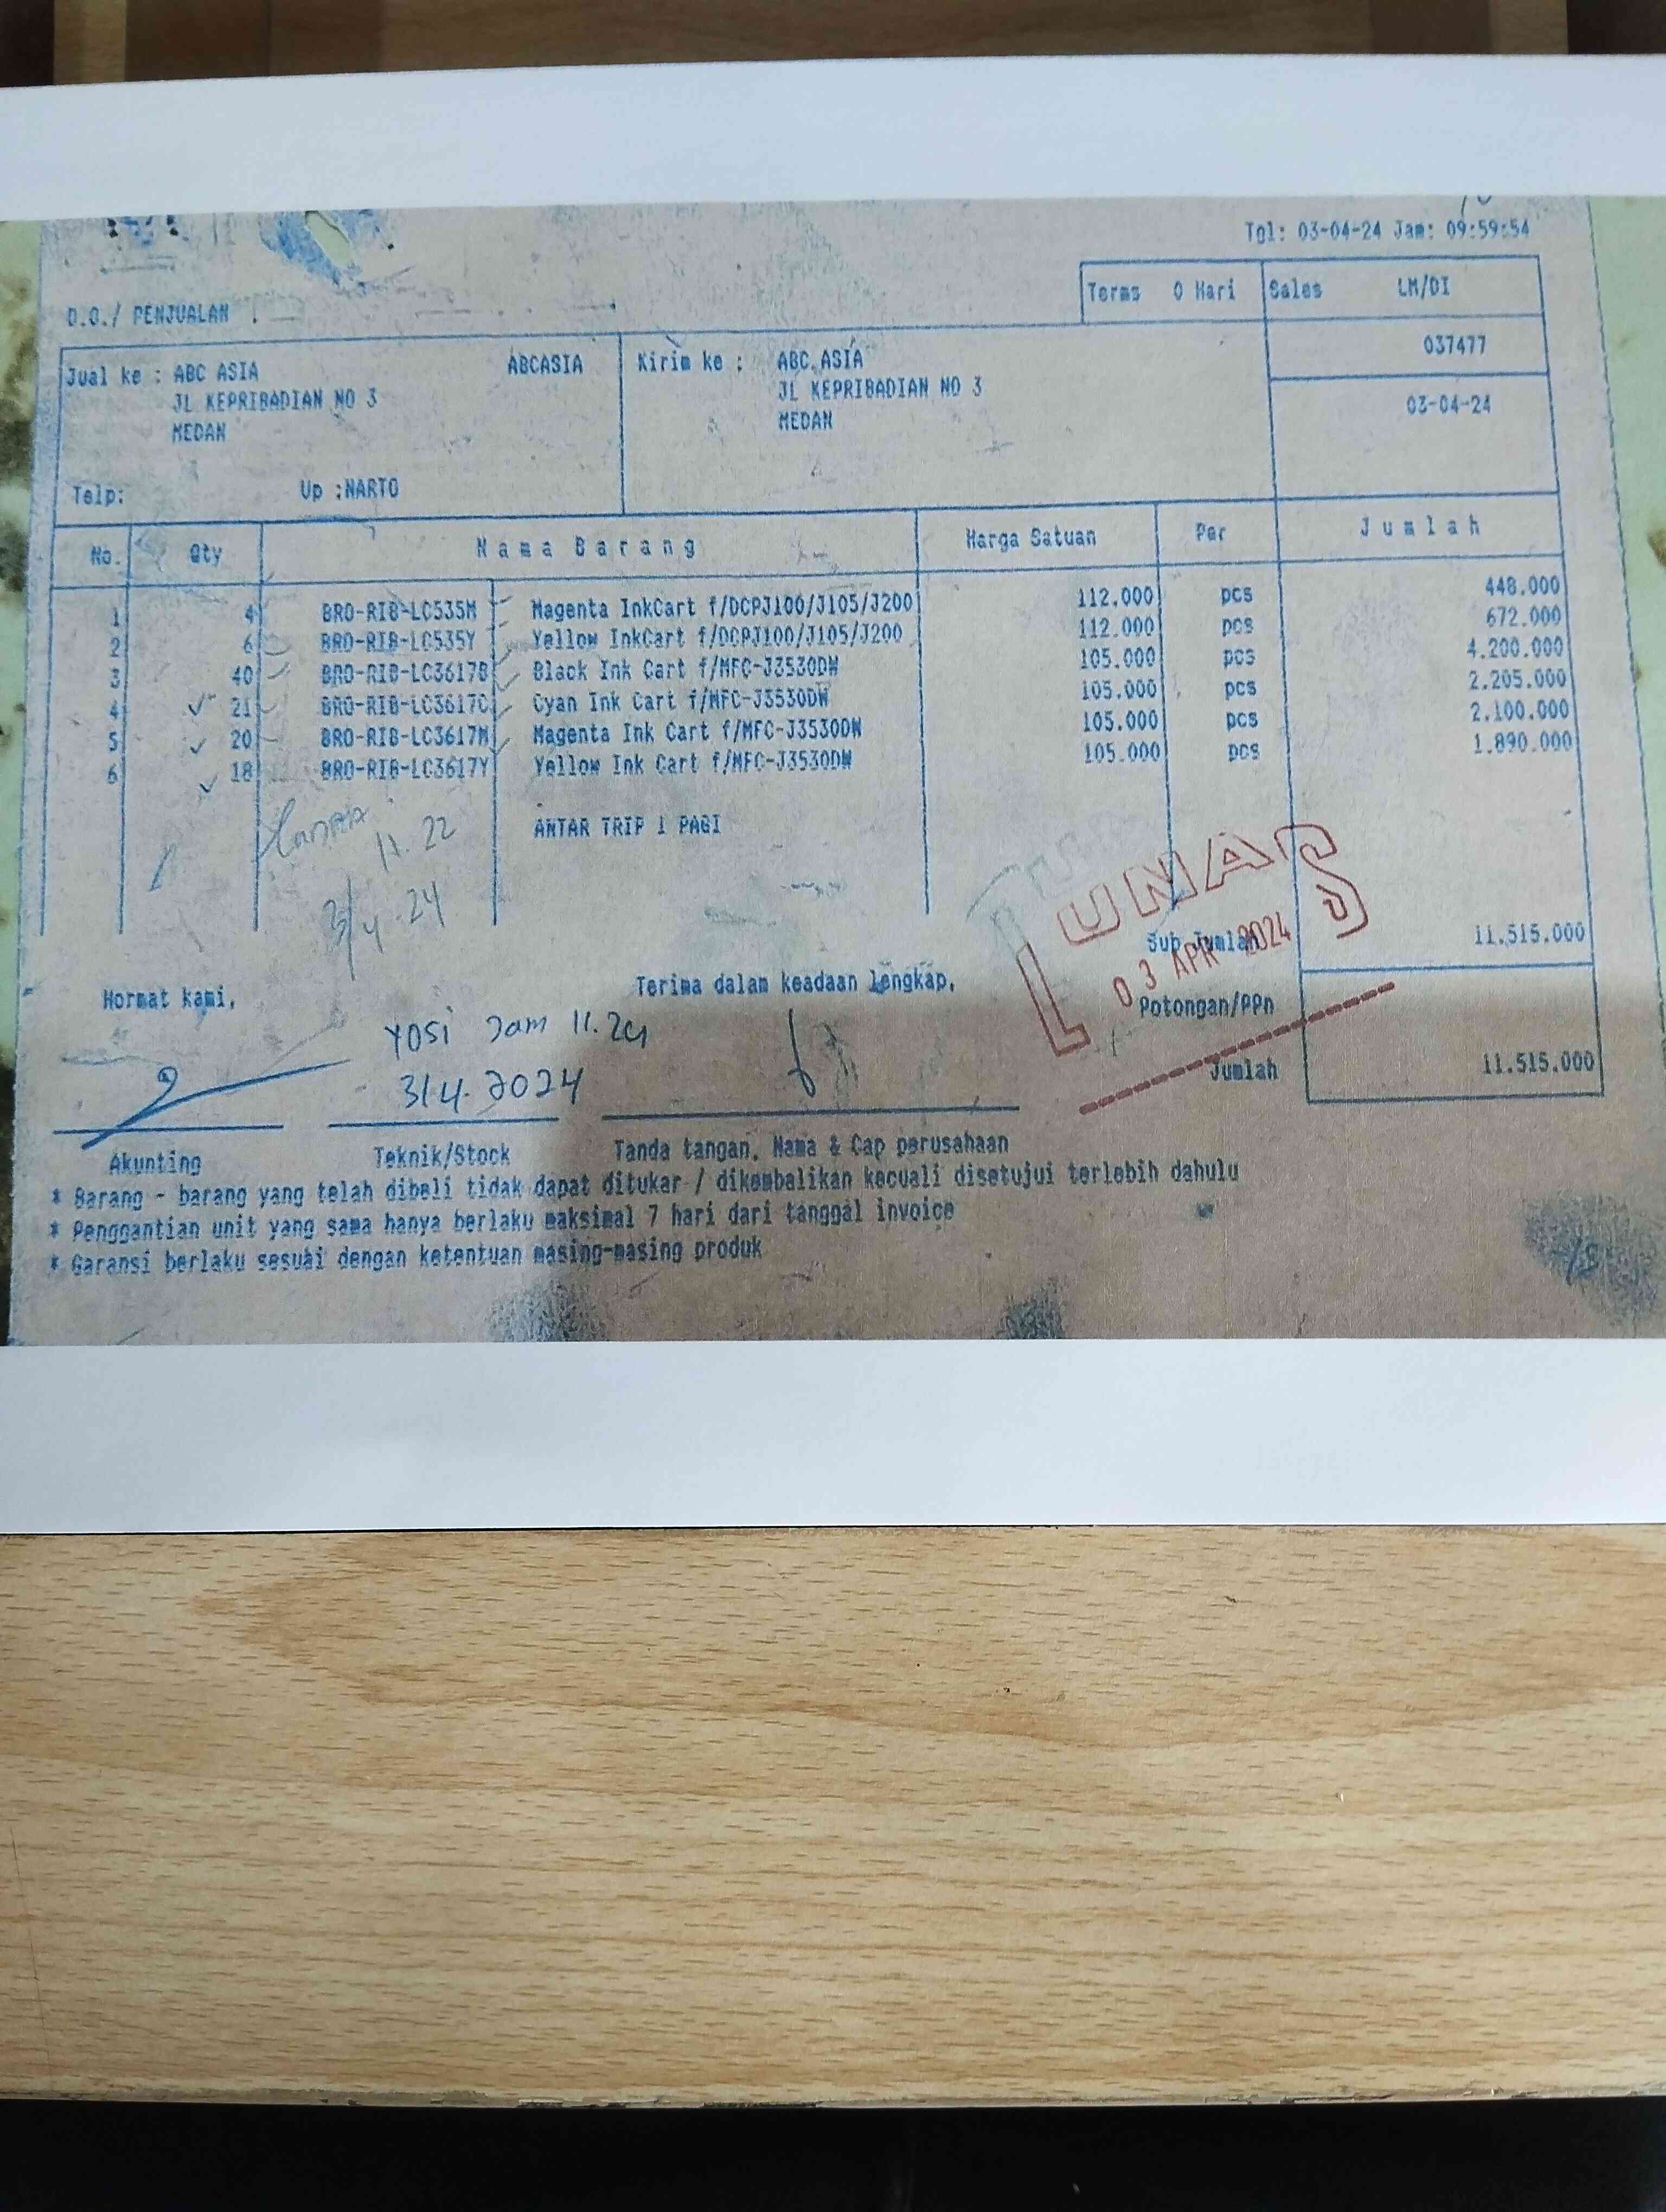 Tgl: 03-04-24 Jam: 09:59:54
Terms 0 Hari Sales LM/DI
D.O./ PENJUALAN
037477
Jual ke : ABC ASIA ABCASIA Kirim ke : ABC ASIA
JL KEPRIBADIAN NO 3 JL KEPRIBADIAN NO 3
03-04-24
MEDAN MEDAN
Telp: Up :NARTO
No. Qty Nama Barang Harga Satuan Per Jumlah
1 4 BRO-RIB-LC535M Magenta InkCart f/DCPJ100/J105/J200 112.000 pcs 448.000
2 6 BRO-RIB-LC535Y Yellow InkCart f/DCPJ100/J105/J200 112.000 pcs 672.000
3 40 BRO-RIB-LC3617B Black Ink Cart f/MFC-J3530DW 105.000 pcs 4.200.000
4 21 BRO-RIB-LC3617C Cyan Ink Cart f/MFC-J3530DW 105.000 pcs 2.205.000
5 20 BRO-RIB-LC3617M Magenta Ink Cart f/MFC-J3530DW 105.000 pcs 2.100.000
6 18 BRO-RIB-LC3617Y Yellow Ink Cart f/MFC-J3530DW 105.000 pcs 1.890.000
ANTAR TRIP 1 PAGI
11.22
3/4-24
LUNAS
03 APR 2024
Sub Jumlah 11.515.000
Hormat kami, Terima dalam keadaan lengkap,
Potongan/PPn
Yosi Jam 11.24
3/4.2024
Jumlah 11.515.000
Akunting Teknik/Stock Tanda tangan, Nama & Cap perusahaan
* Barang - barang yang telah dibeli tidak dapat ditukar / dikembalikan kecuali disetujui terlebih dahulu
* Penggantian unit yang sama hanya berlaku maksimal 7 hari dari tanggal invoice
* Garansi berlaku sesuai dengan ketentuan masing-masing produk